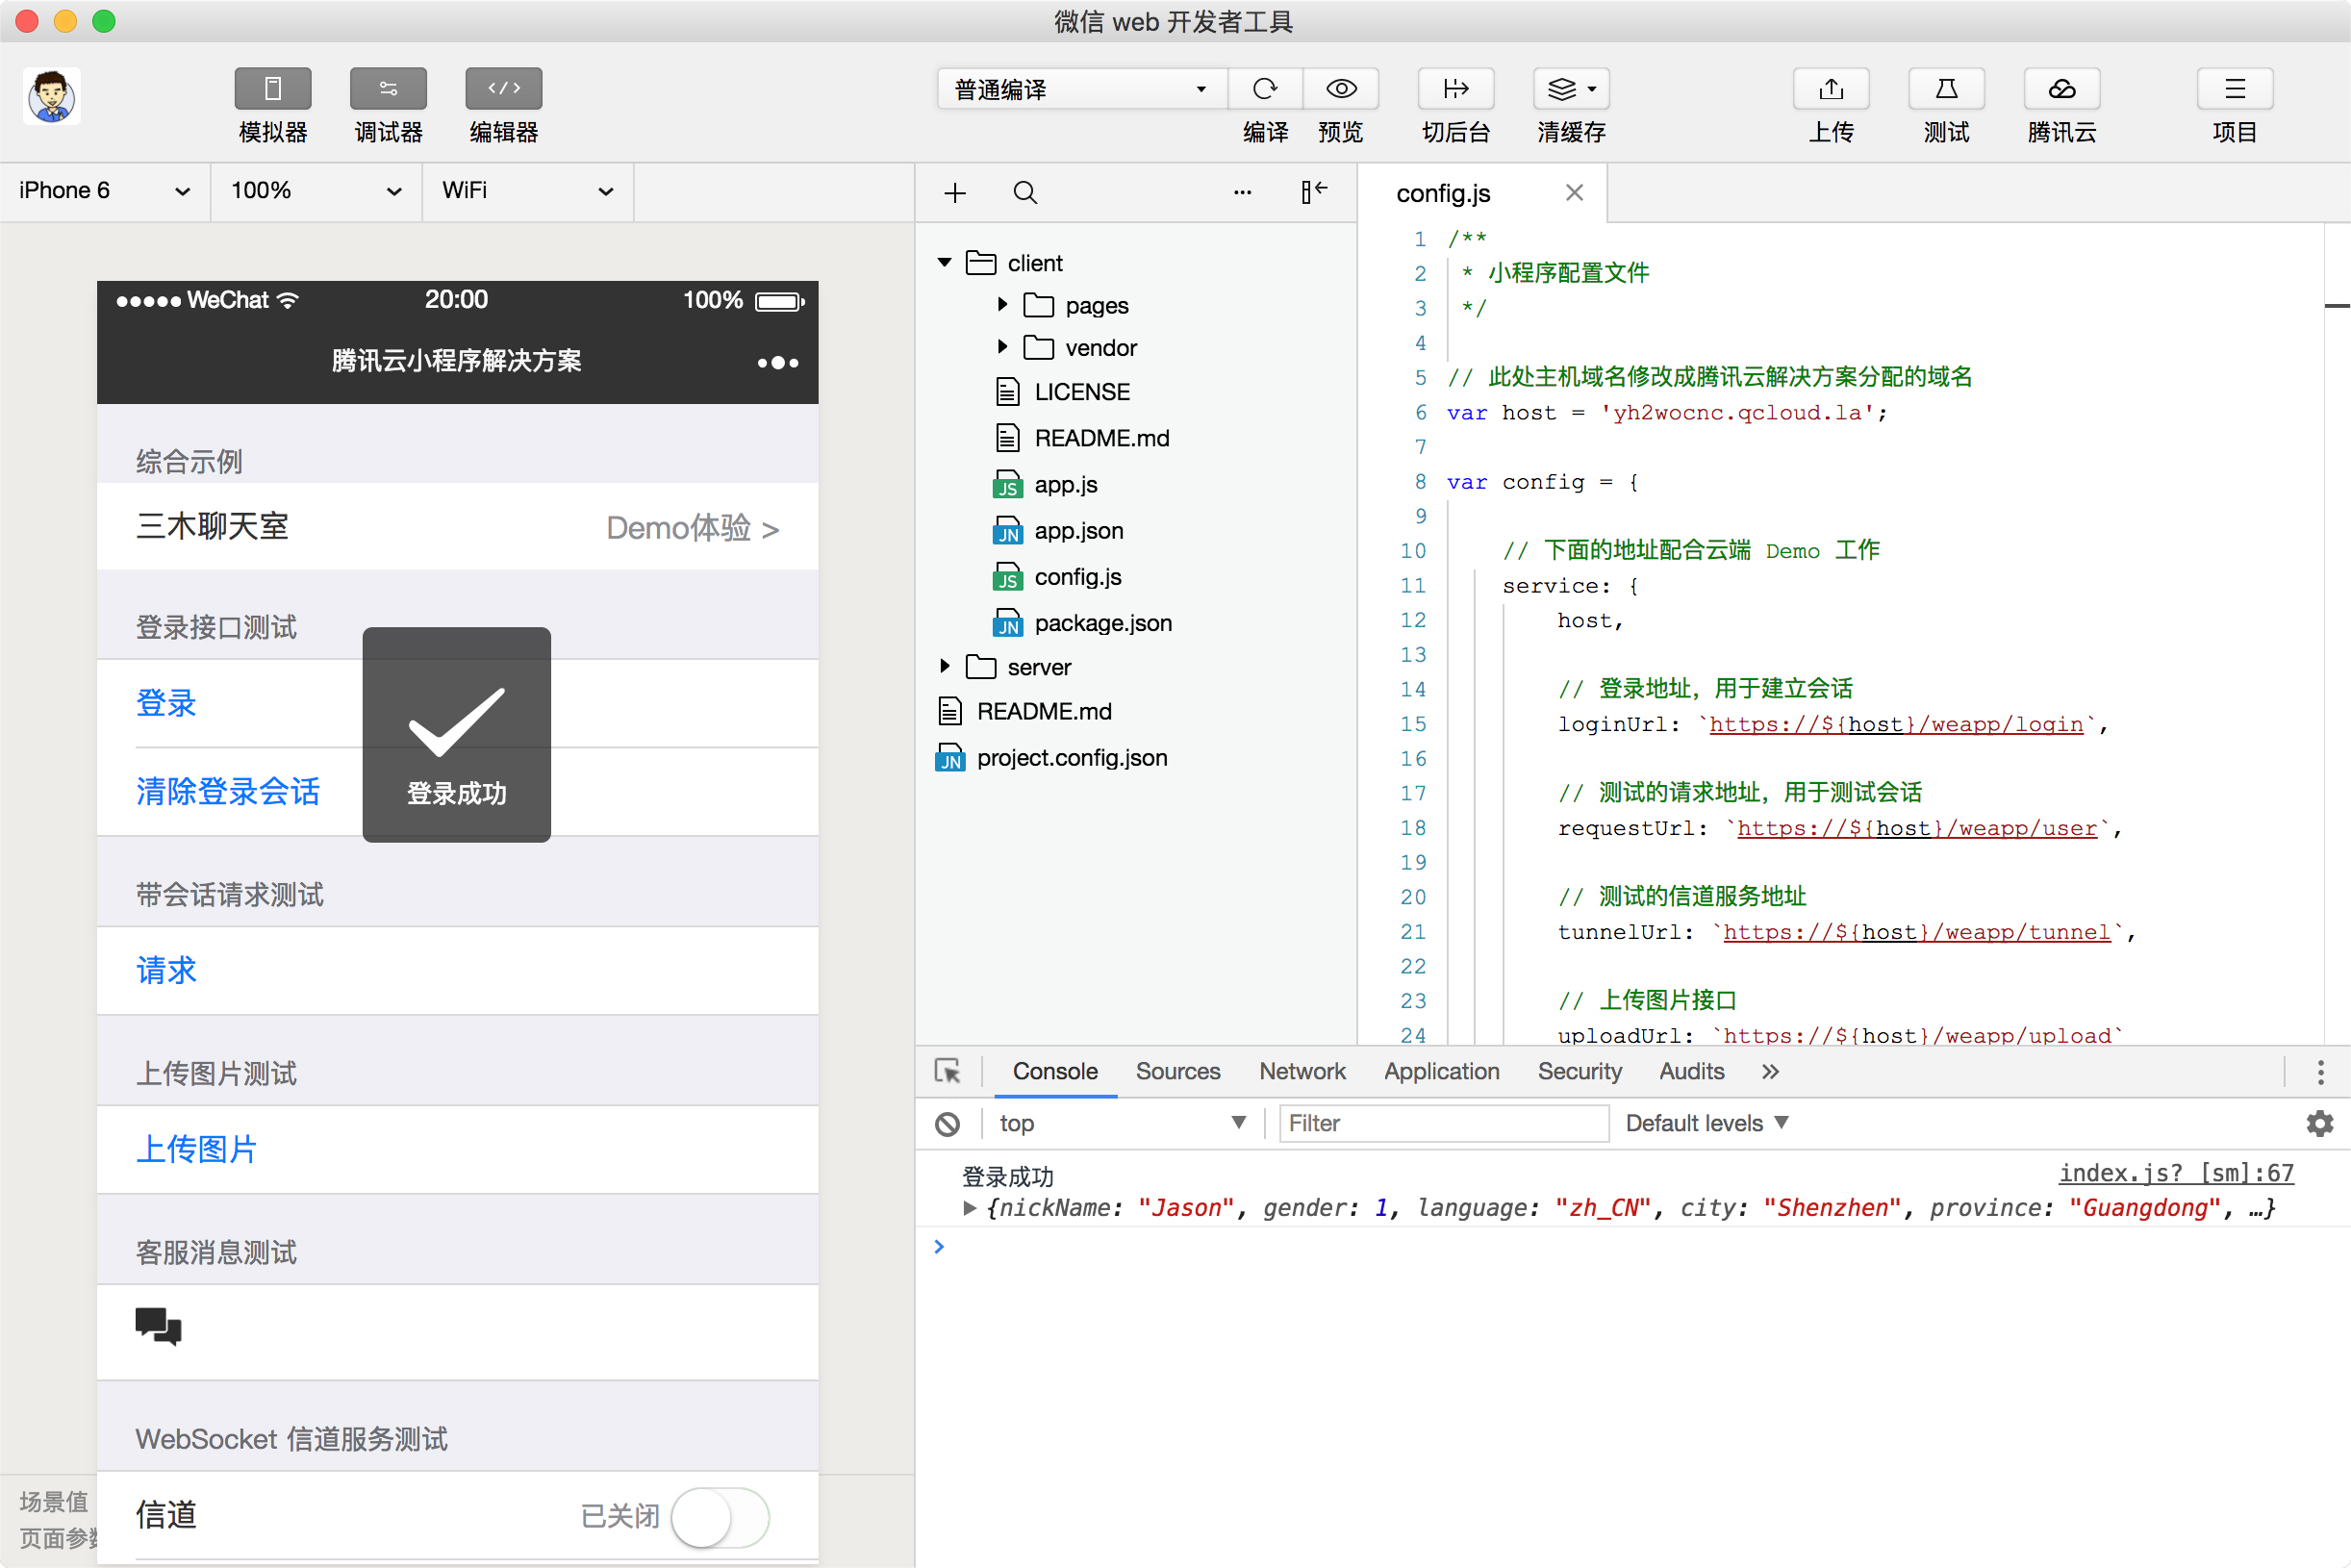 微信 web 开发者工具
模拟器 调试器 编辑器
普通编译
编译 预览 切后台 清缓存 上传 测试 腾讯云 项目
iPhone 6 100% WiFi
WeChat 20:00 100%
腾讯云小程序解决方案
综合示例
三木聊天室 Demo体验 >
登录接口测试
登录
清除登录会话
登录成功
带会话请求测试
请求
上传图片测试
上传图片
客服消息测试
WebSocket 信道服务测试
信道 已关闭
场景值
页面参数
client
pages
vendor
LICENSE
README.md
JS app.js
JN app.json
JS config.js
JN package.json
server
README.md
JN project.config.json
config.js
1 /**
2 * 小程序配置文件
3 */
4
5 // 此处主机域名修改成腾讯云解决方案分配的域名
6 var host = 'yh2wocnc.qcloud.la';
7
8 var config = {
9
10 // 下面的地址配合云端 Demo 工作
11 service: {
12 host,
13
14 // 登录地址，用于建立会话
15 loginUrl: `https://${host}/weapp/login`,
16
17 // 测试的请求地址，用于测试会话
18 requestUrl: `https://${host}/weapp/user`,
19
20 // 测试的信道服务地址
21 tunnelUrl: `https://${host}/weapp/tunnel`,
22
23 // 上传图片接口
24 uploadUrl: `https://${host}/weapp/upload`
Console Sources Network Application Security Audits »
top Filter Default levels
登录成功 index.js? [sm]:67
{nickName: "Jason", gender: 1, language: "zh_CN", city: "Shenzhen", province: "Guangdong", …}